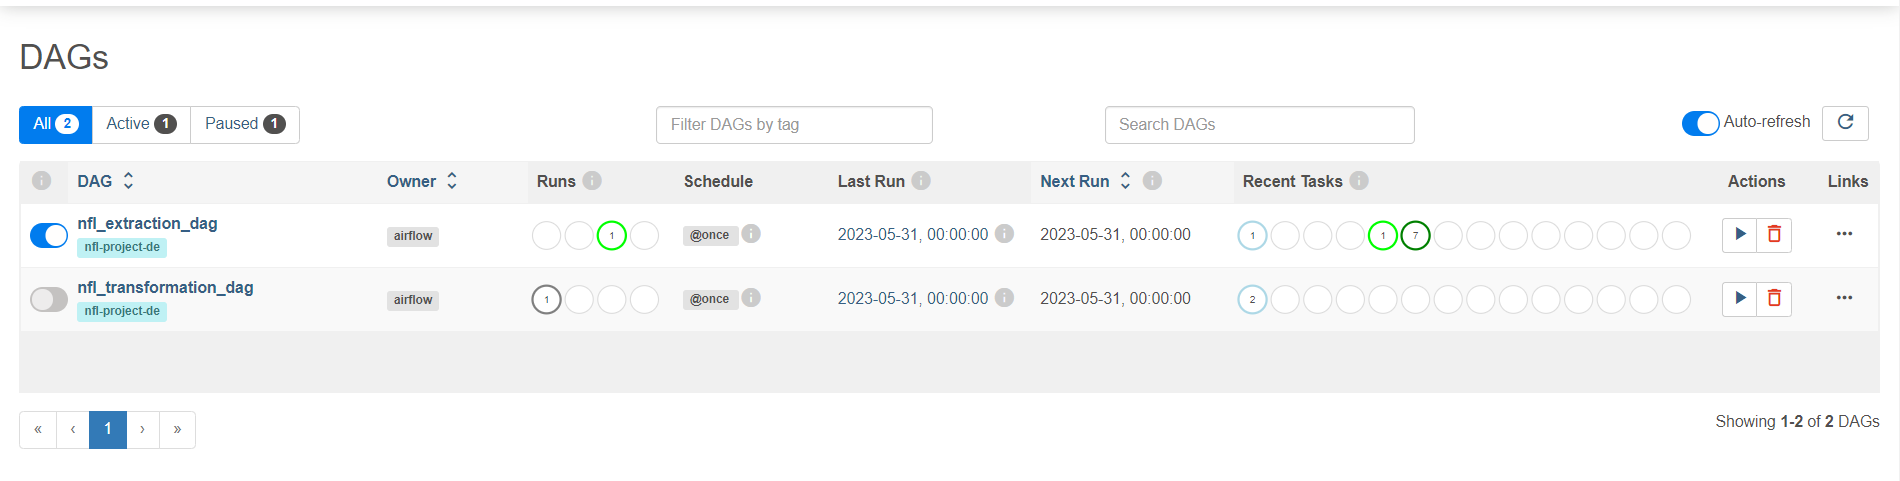 DAGs
All 2 Active 1 Paused 1 Filter DAGs by tag Search DAGs Auto-refresh
DAG Owner Runs Schedule Last Run Next Run Recent Tasks Actions Links
nfl_extraction_dag
nfl-project-de airflow 1 @once 2023-05-31, 00:00:00 2023-05-31, 00:00:00 1 1 7 ...
nfl_transformation_dag
nfl-project-de airflow 1 @once 2023-05-31, 00:00:00 2023-05-31, 00:00:00 2 ...
« ‹ 1 › » Showing 1-2 of 2 DAGs